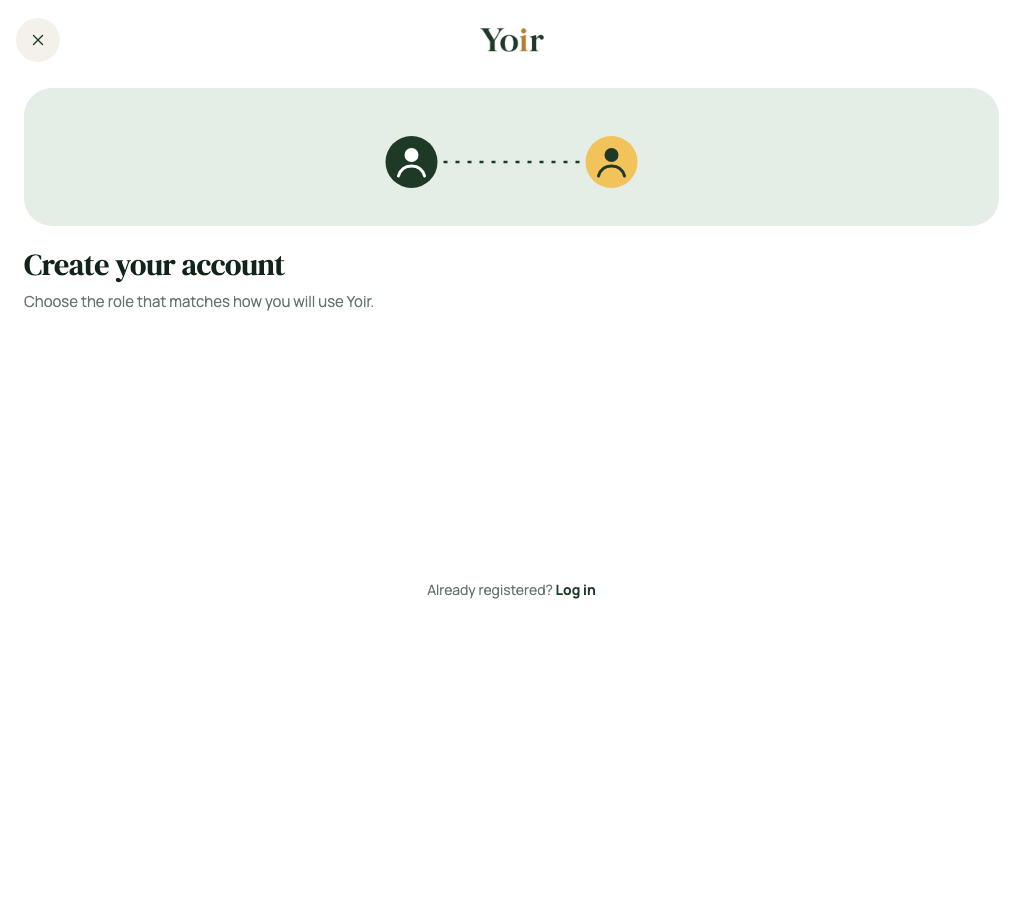 Yoir
Create your account
Choose the role that matches how you will use Yoir.
Already registered? Log in